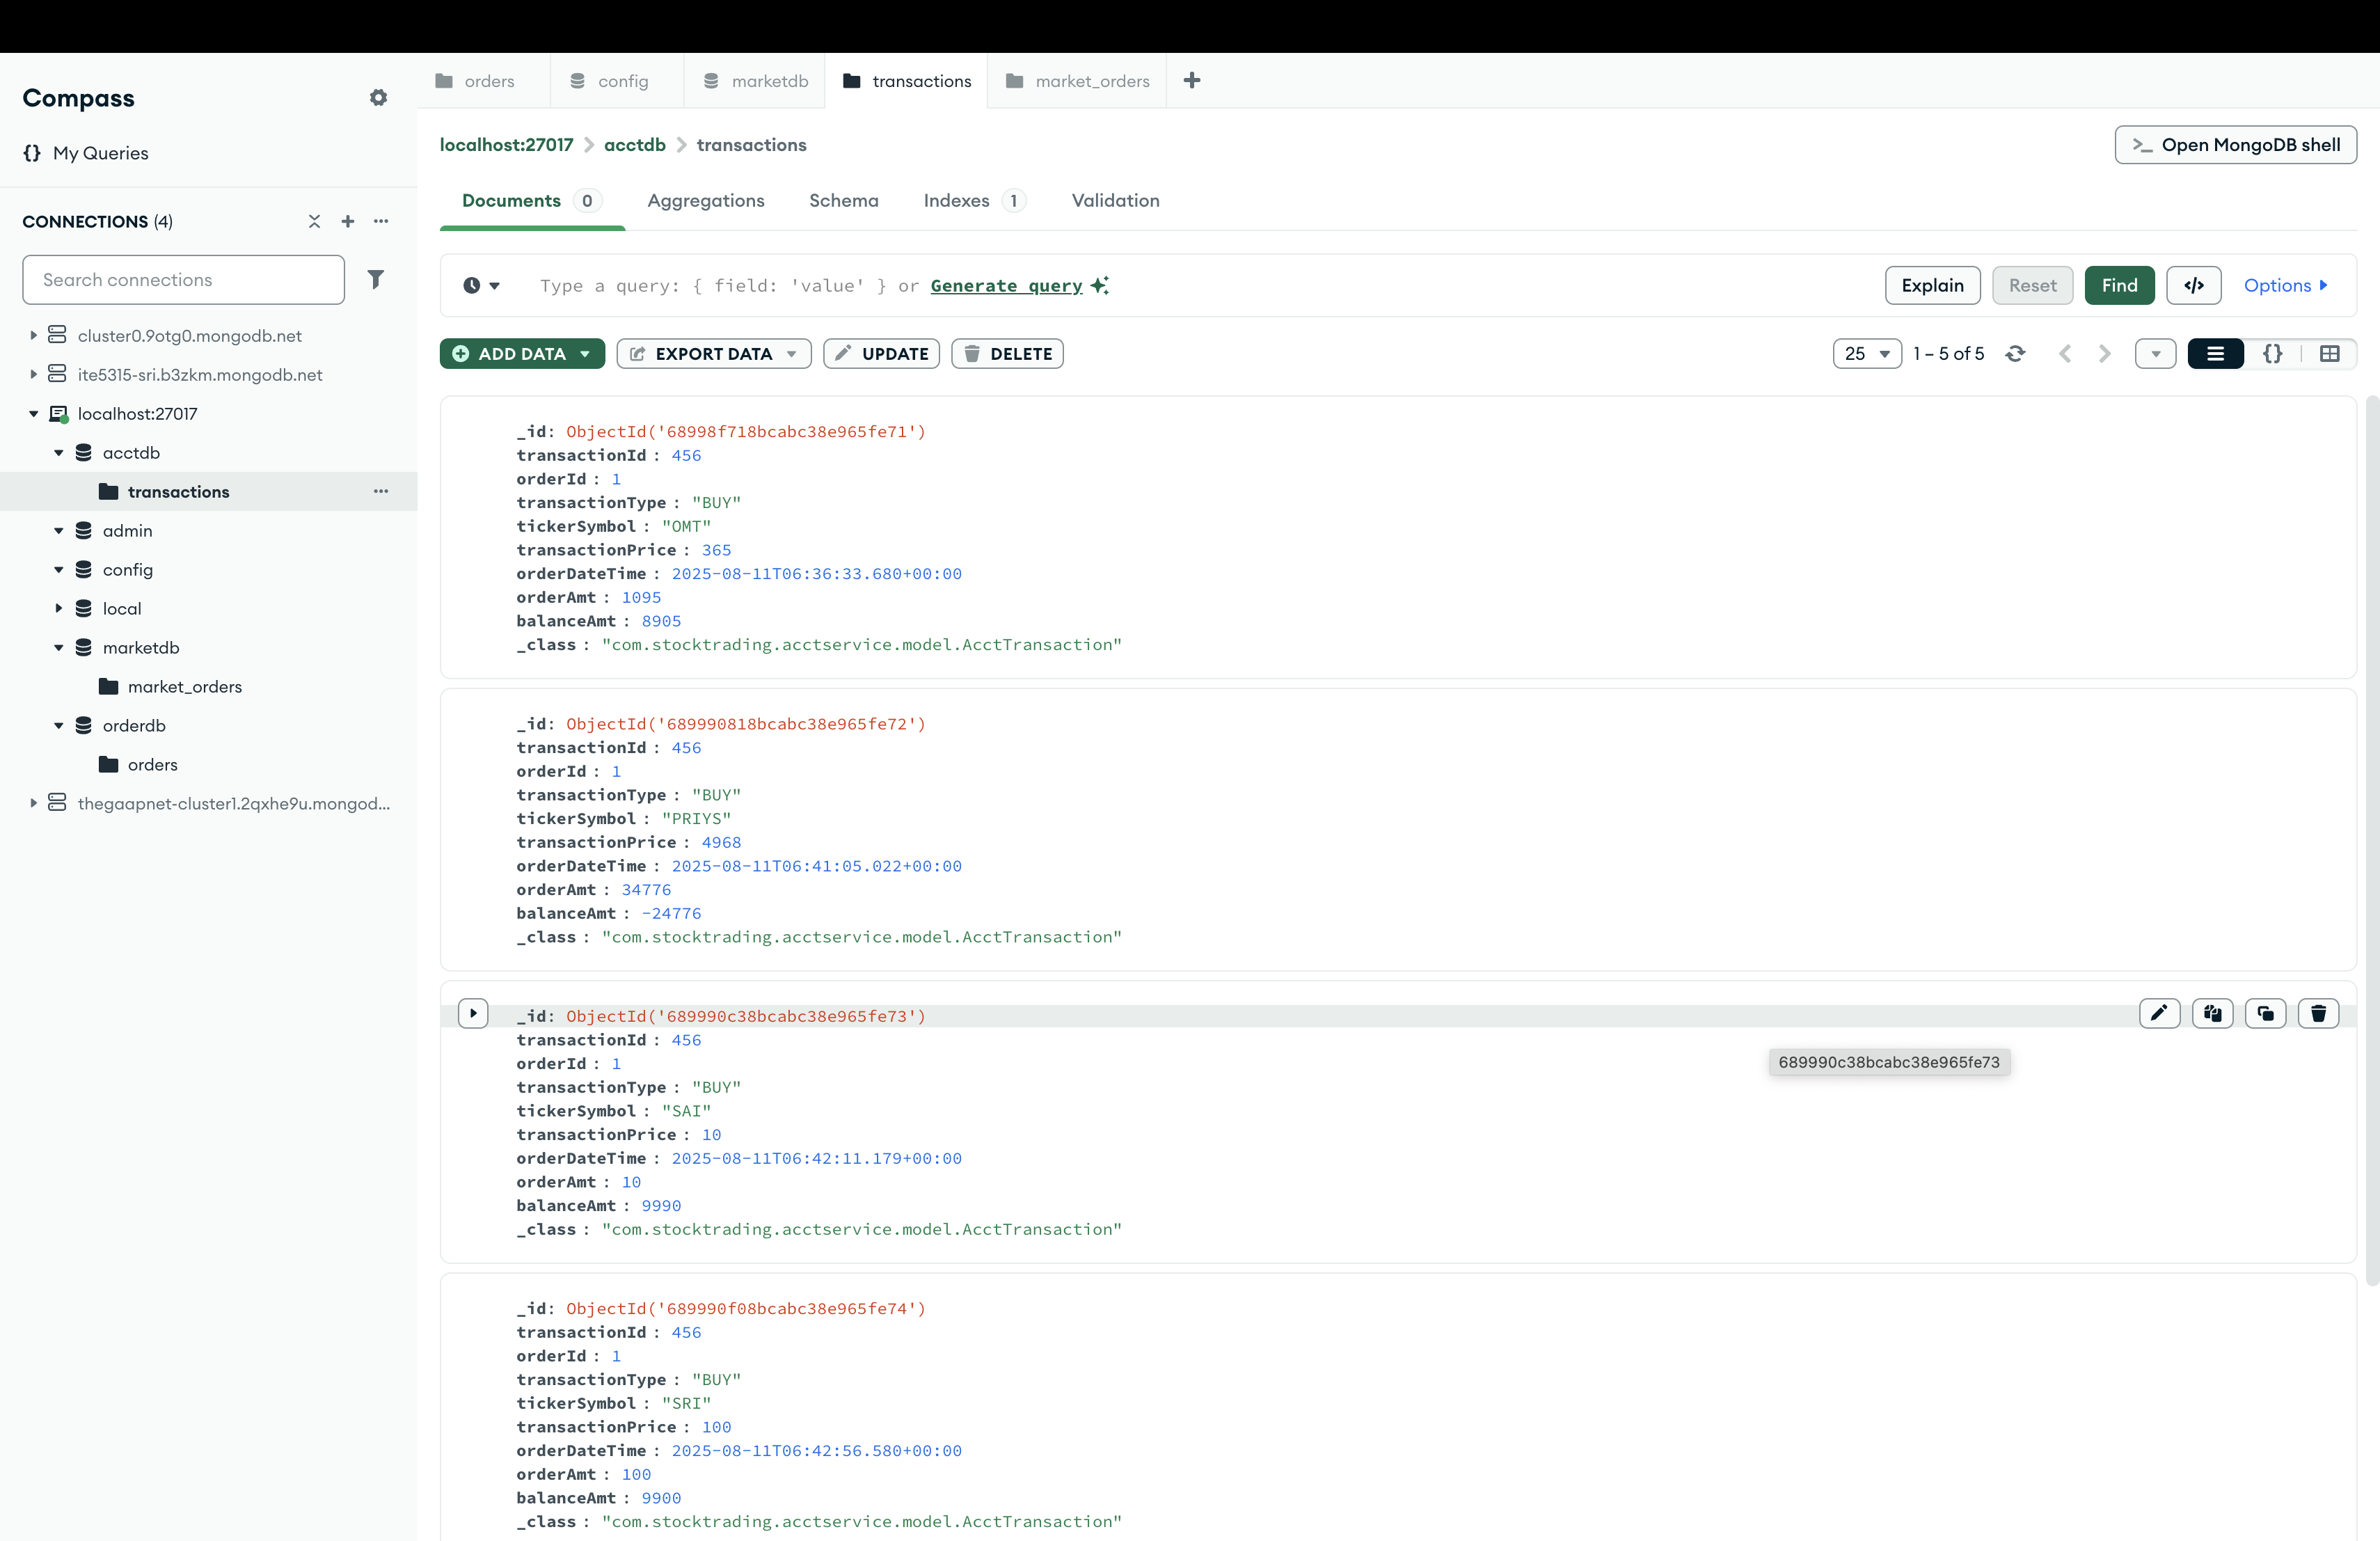 Compass
My Queries
CONNECTIONS (4)
Search connections
cluster0.9otg0.mongodb.net
ite5315-sri.b3zkm.mongodb.net
localhost:27017
acctdb
transactions
admin
config
local
marketdb
market_orders
orderdb
orders
thegaapnet-cluster1.2qxhe9u.mongod...
orders config marketdb transactions market_orders
localhost:27017 > acctdb > transactions
Open MongoDB shell
Documents 0 Aggregations Schema Indexes 1 Validation
Type a query: { field: 'value' } or Generate query
Explain Reset Find </> Options
ADD DATA EXPORT DATA UPDATE DELETE
25 1 – 5 of 5 {}
_id: ObjectId('68998f718bcabc38e965fe71')
transactionId : 456
orderId : 1
transactionType : "BUY"
tickerSymbol : "OMT"
transactionPrice : 365
orderDateTime : 2025-08-11T06:36:33.680+00:00
orderAmt : 1095
balanceAmt : 8905
_class : "com.stocktrading.acctservice.model.AcctTransaction"
_id: ObjectId('689990818bcabc38e965fe72')
transactionId : 456
orderId : 1
transactionType : "BUY"
tickerSymbol : "PRIYS"
transactionPrice : 4968
orderDateTime : 2025-08-11T06:41:05.022+00:00
orderAmt : 34776
balanceAmt : -24776
_class : "com.stocktrading.acctservice.model.AcctTransaction"
_id: ObjectId('689990c38bcabc38e965fe73')
transactionId : 456
689990c38bcabc38e965fe73
orderId : 1
transactionType : "BUY"
tickerSymbol : "SAI"
transactionPrice : 10
orderDateTime : 2025-08-11T06:42:11.179+00:00
orderAmt : 10
balanceAmt : 9990
_class : "com.stocktrading.acctservice.model.AcctTransaction"
_id: ObjectId('689990f08bcabc38e965fe74')
transactionId : 456
orderId : 1
transactionType : "BUY"
tickerSymbol : "SRI"
transactionPrice : 100
orderDateTime : 2025-08-11T06:42:56.580+00:00
orderAmt : 100
balanceAmt : 9900
_class : "com.stocktrading.acctservice.model.AcctTransaction"